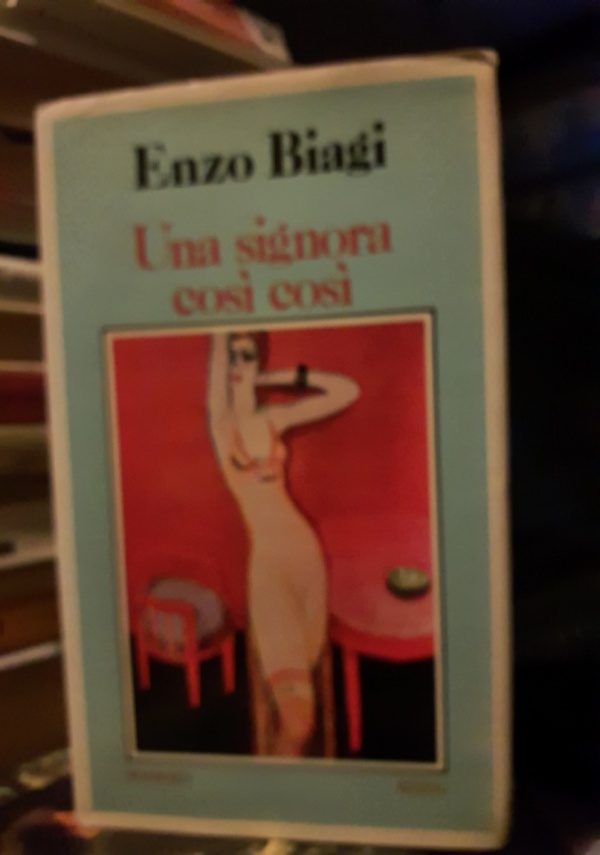 Enzo Biagi
Una signora
così così